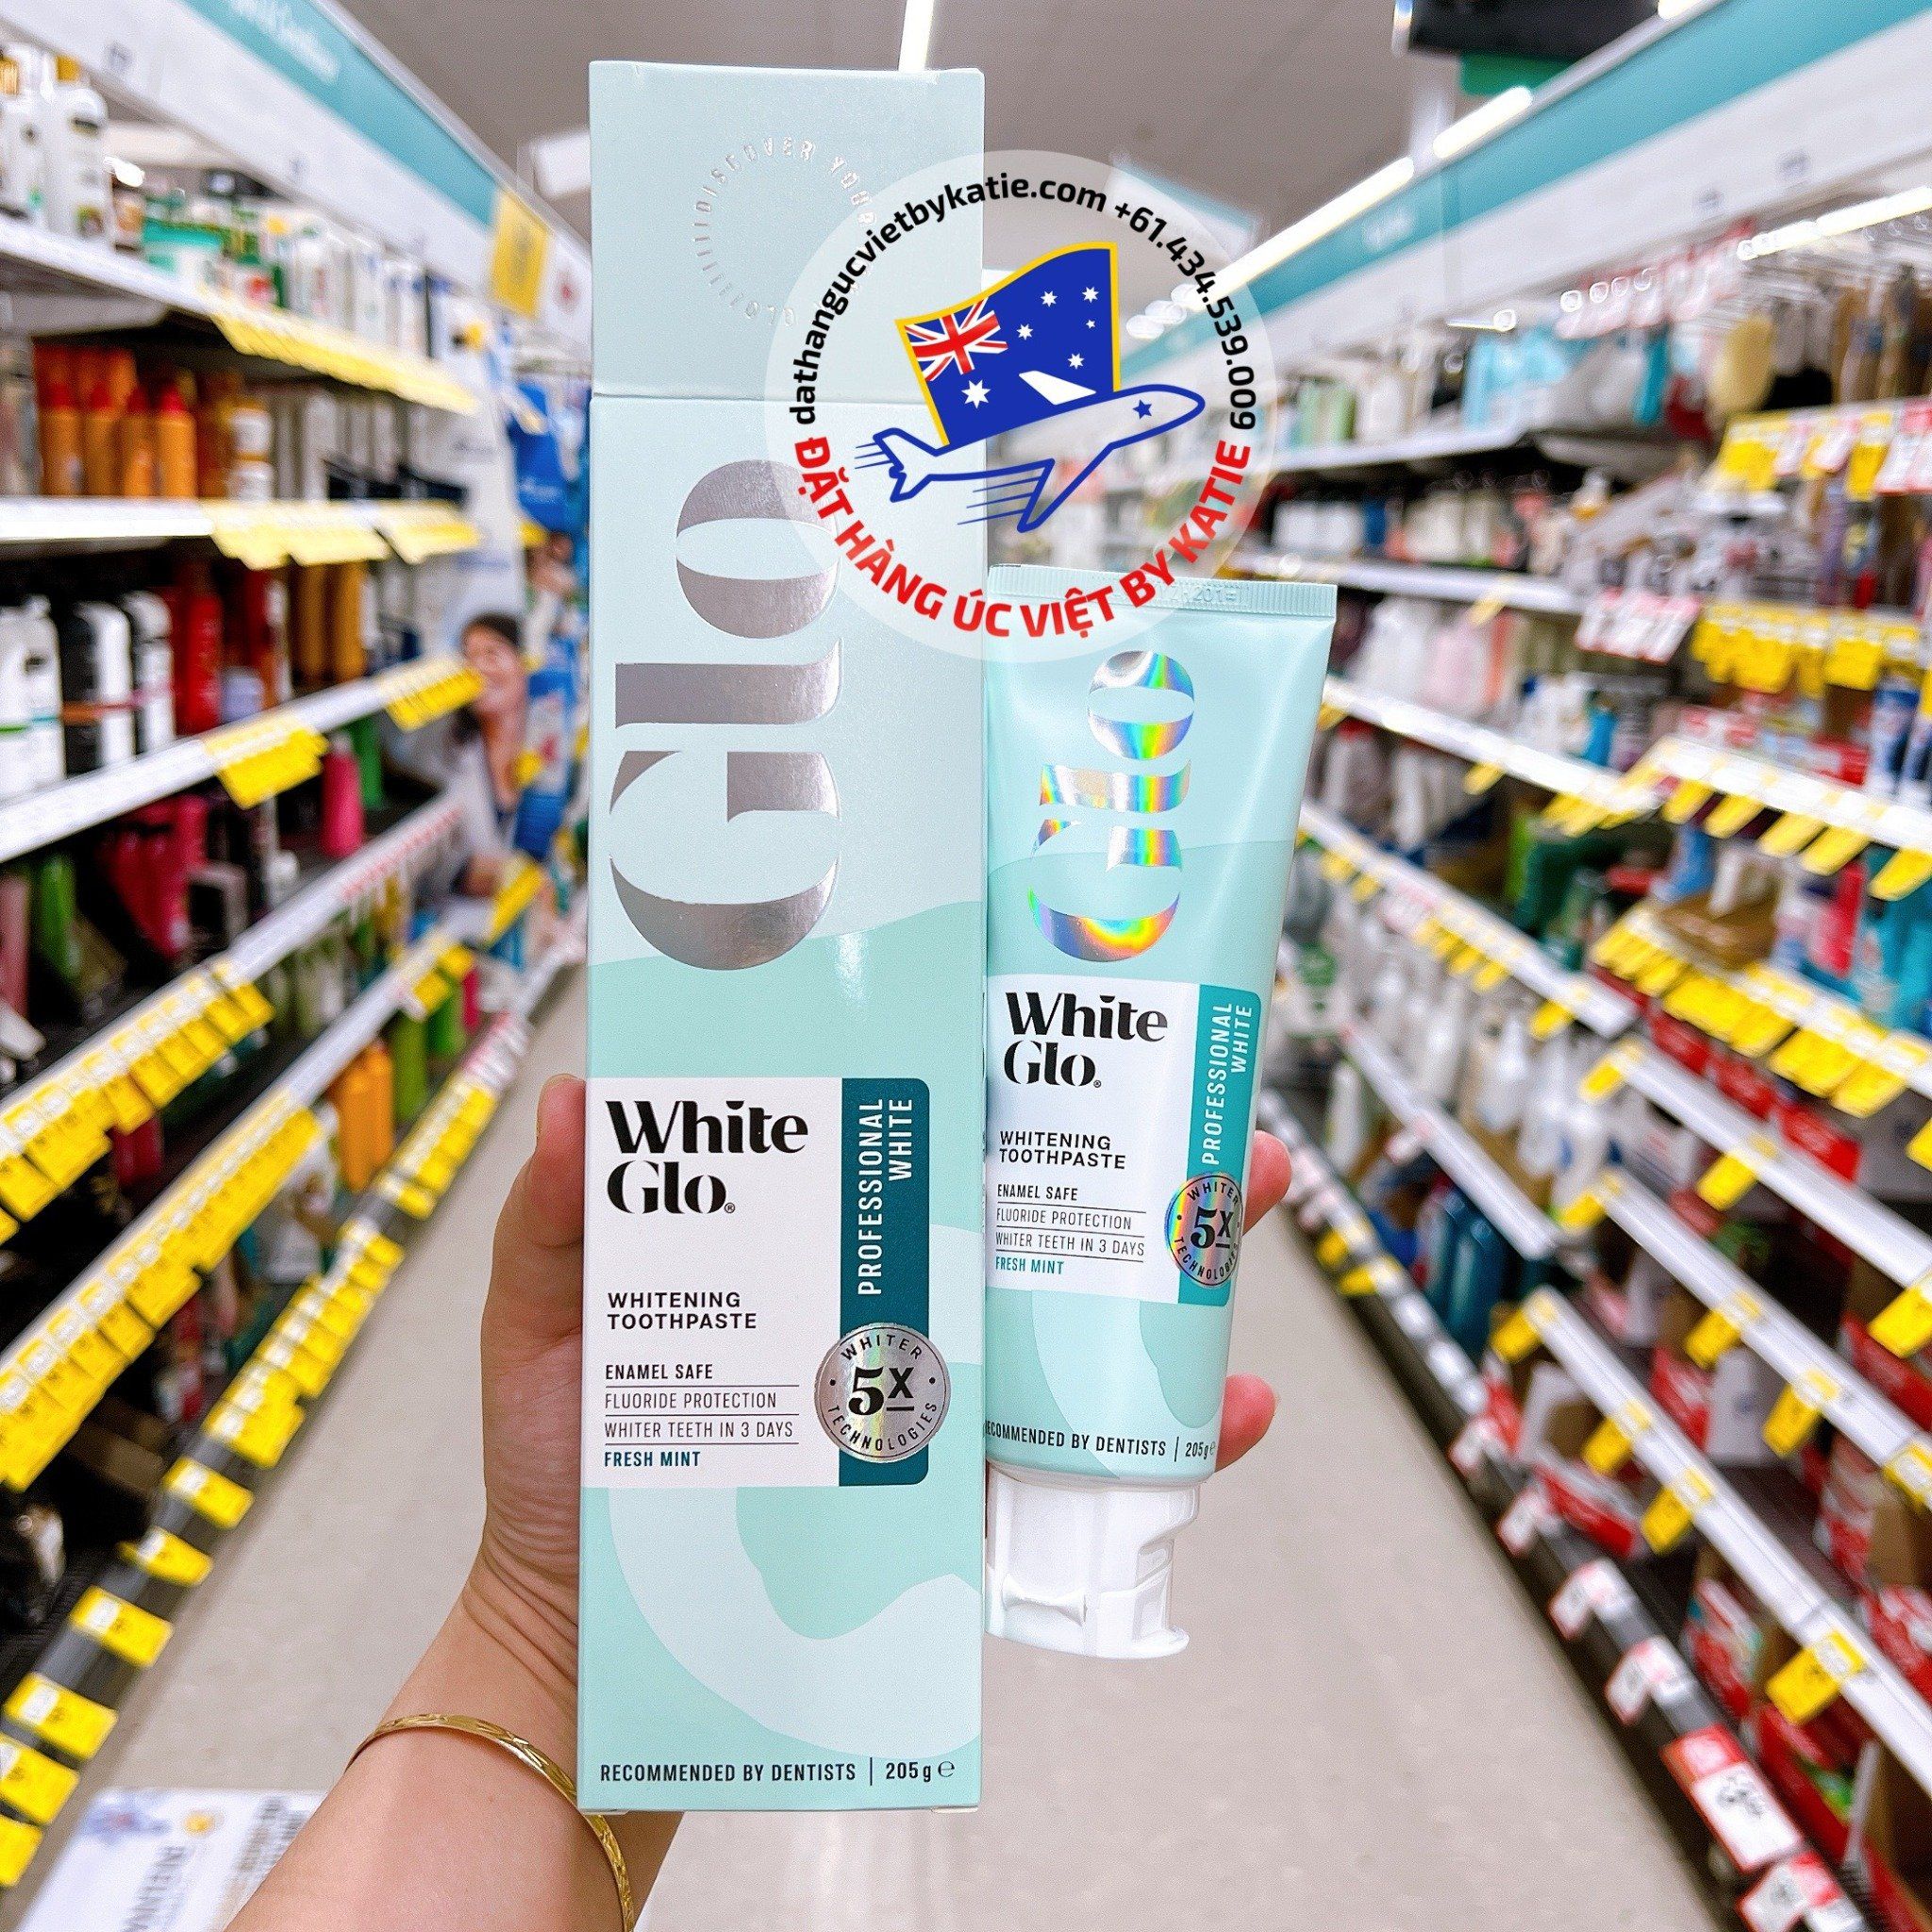 DISCOVER YOUR
GLO
dathangucvietbykatie.com +61.434.539.009
ĐẶT HÀNG ÚC VIỆT BY KATIE
Glo
White
Glo®
PROFESSIONAL
WHITE
WHITENING
TOOTHPASTE
ENAMEL SAFE
FLUORIDE PROTECTION
WHITER TEETH IN 3 DAYS
FRESH MINT
WHITER
5X
TECHNOLOGIES
RECOMMENDED BY DENTISTS | 205g℮
Glo
White
Glo®
PROFESSIONAL
WHITE
WHITENING
TOOTHPASTE
ENAMEL SAFE
FLUORIDE PROTECTION
WHITER TEETH IN 3 DAYS
FRESH MINT
WHITER
5X
TECHNOLOGIES
RECOMMENDED BY DENTISTS | 205g℮